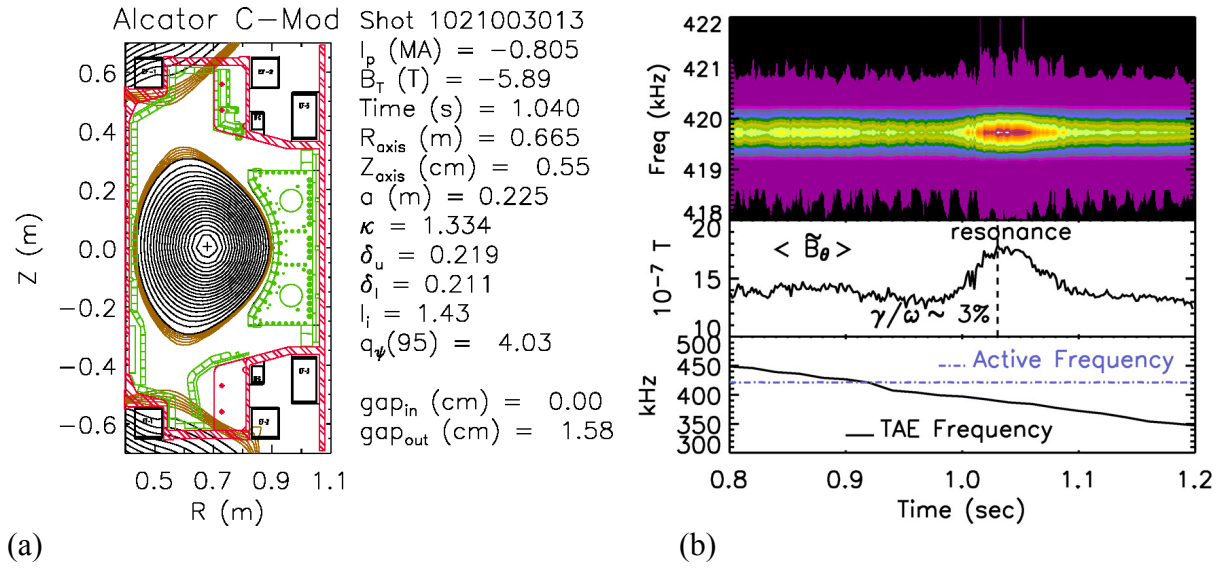 Alcator C-Mod Shot 1021003013
I_p (MA) = -0.805
B_T (T) = -5.89
Time (s) = 1.040
R_axis (m) = 0.665
Z_axis (cm) = 0.55
a (m) = 0.225
κ = 1.334
δ_u = 0.219
δ_l = 0.211
l_i = 1.43
q_ψ(95) = 4.03
gap_in (cm) = 0.00
gap_out (cm) = 1.58
Z (m)
0.6
0.4
0.2
0.0
-0.2
-0.4
-0.6
0.5 0.7 0.9 1.1
R (m)
(a)
Freq (kHz)
422
421
420
419
418
10^-7 T
20
15
10
< B̃_θ >
resonance
γ/ω ~ 3%
kHz
500
450
400
350
300
Active Frequency
TAE Frequency
0.8 0.9 1.0 1.1 1.2
Time (sec)
(b)